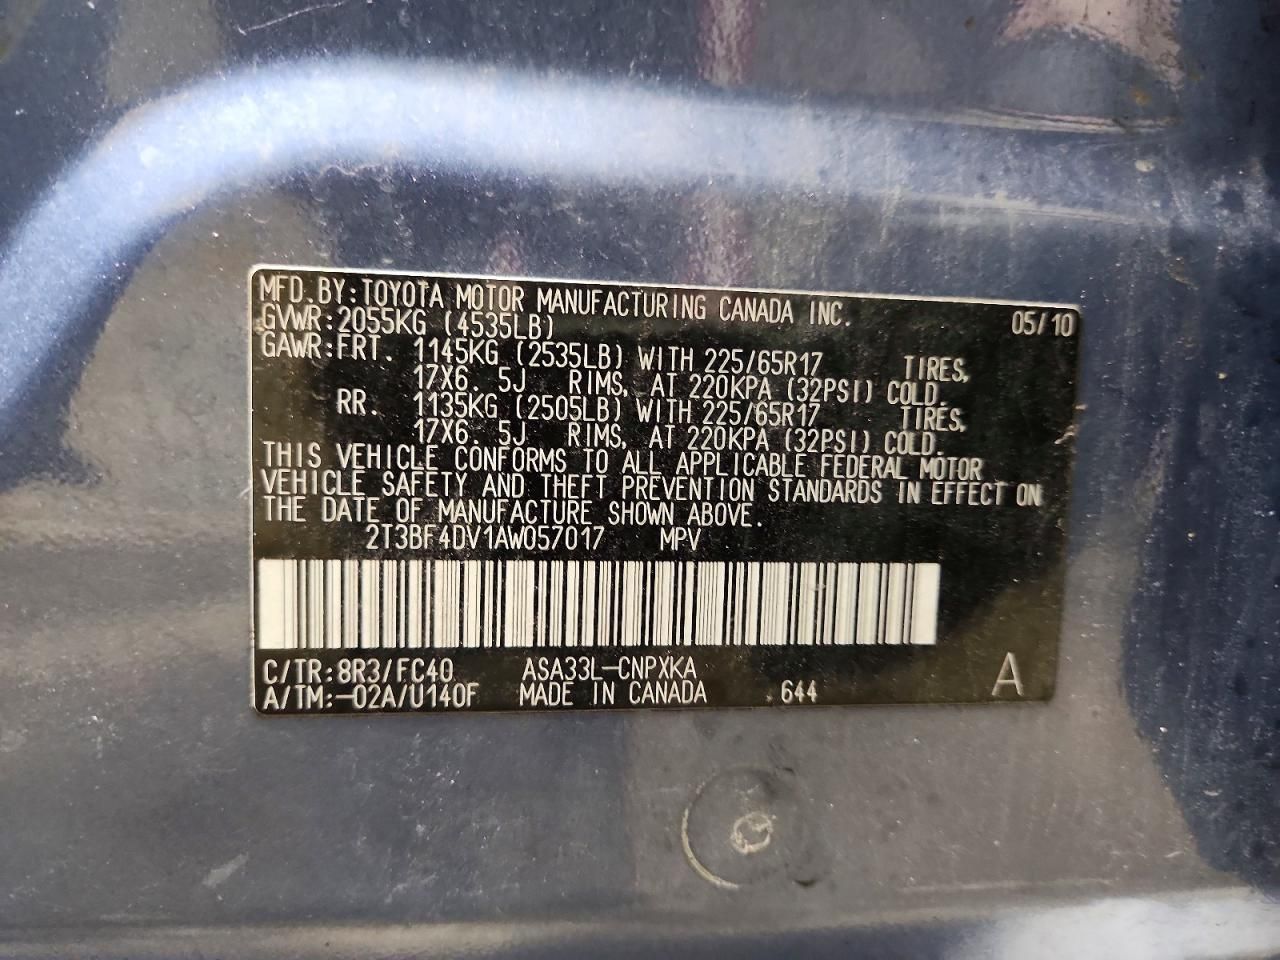 MFD.BY:TOYOTA MOTOR MANUFACTURING CANADA INC. 05/10
GVWR:2055KG (4535LB)
GAWR:FRT. 1145KG (2535LB) WITH 225/65R17 TIRES,
17X6. 5J RIMS, AT 220KPA (32PSI) COLD.
RR. 1135KG (2505LB) WITH 225/65R17 TIRES,
17X6. 5J RIMS, AT 220KPA (32PSI) COLD.
THIS VEHICLE CONFORMS TO ALL APPLICABLE FEDERAL MOTOR
VEHICLE SAFETY AND THEFT PREVENTION STANDARDS IN EFFECT ON
THE DATE OF MANUFACTURE SHOWN ABOVE.
2T3BF4DV1AW057017 MPV
C/TR:8R3/FC40 ASA33L-CNPXKA A
A/TM:-02A/U140F MADE IN CANADA .644